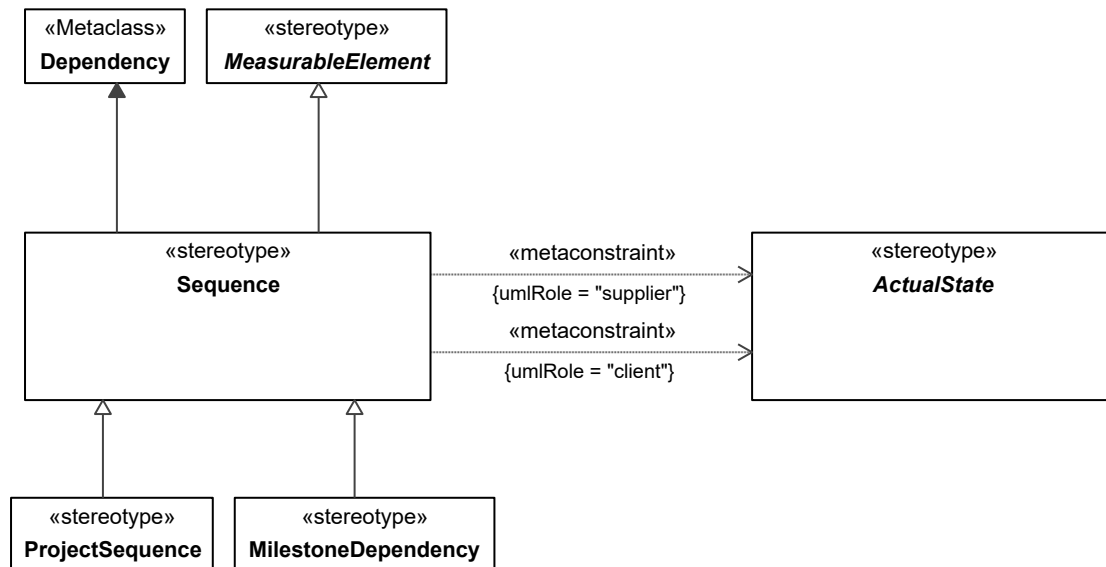 «Metaclass»
Dependency
«stereotype»
MeasurableElement
«stereotype»
Sequence
«metaconstraint»
{umlRole = "supplier"}
«metaconstraint»
{umlRole = "client"}
«stereotype»
ActualState
«stereotype»
ProjectSequence
«stereotype»
MilestoneDependency